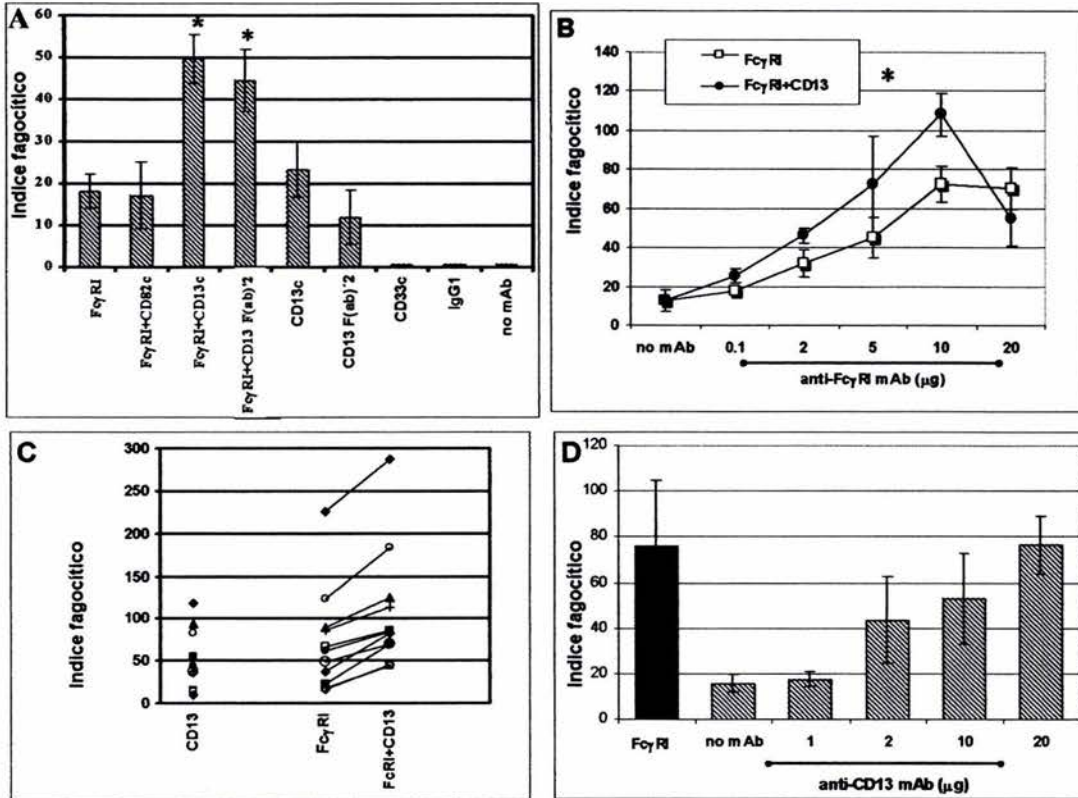 A
Indice fagocítico
60
50
40
30
20
10
0
*
*
FcγRI
FcγRI+CD82c
FcγRI+CD13c
FcγRI+CD13 F(ab)'2
CD13c
CD13 F(ab)'2
CD33c
IgG1
no mAb
B
Indice fagocítico
140
120
100
80
60
40
20
0
FcγRI
FcγRI+CD13
*
no mAb
0.1
2
5
10
20
anti-FcγRI mAb (μg)
C
Indice fagocítico
300
250
200
150
100
50
0
CD13
FcγRI
FcRI+CD13
D
Indice fagocítico
120
100
80
60
40
20
0
FcγRI
no mAb
1
2
10
20
anti-CD13 mAb (μg)